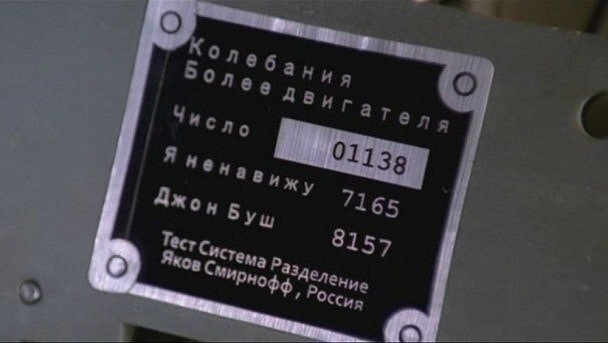 Колебания
Более двигателя
Число 01138
Я ненавижу 7165
Джон Буш 8157
Тест Система Разделение
Яков Смирнофф, Россия